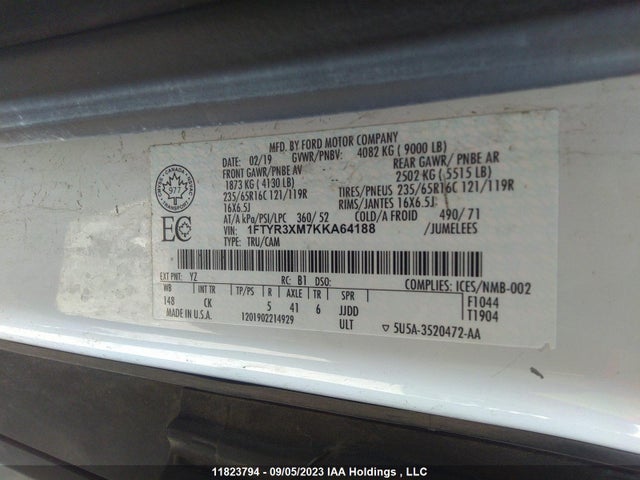 MFD. BY FORD MOTOR COMPANY
DATE: 02/19 GVWR/PNBV: 4082 KG ( 9000 LB)
FRONT GAWR/PNBE AV REAR GAWR / PNBE AR
1873 KG ( 4130 LB) 2502 KG ( 5515 LB)
235/65R16C 121/119R TIRES/PNEUS 235/65R16C 121/119R
16X6.5J RIMS/JANTES 16X6.5J
AT/A kPa/PSI/LPC 360/ 52 COLD/A FROID 490/ 71
VIN: 1FTYR3XM7KKA64188 /JUMELEES
TYPE: TRU/CAM
CANADA
977
TRANSPORT
EC
EXT PNT: YZ RC: B1 DSO: COMPLIES: ICES/NMB-002
WB INT TR TP/PS R AXLE TR SPR F1044
148 CK 5 41 6 JJDD T1904
MADE IN U.S.A. 1201902214929 ULT 5U5A-3520472-AA
11823794 - 09/05/2023 IAA Holdings , LLC